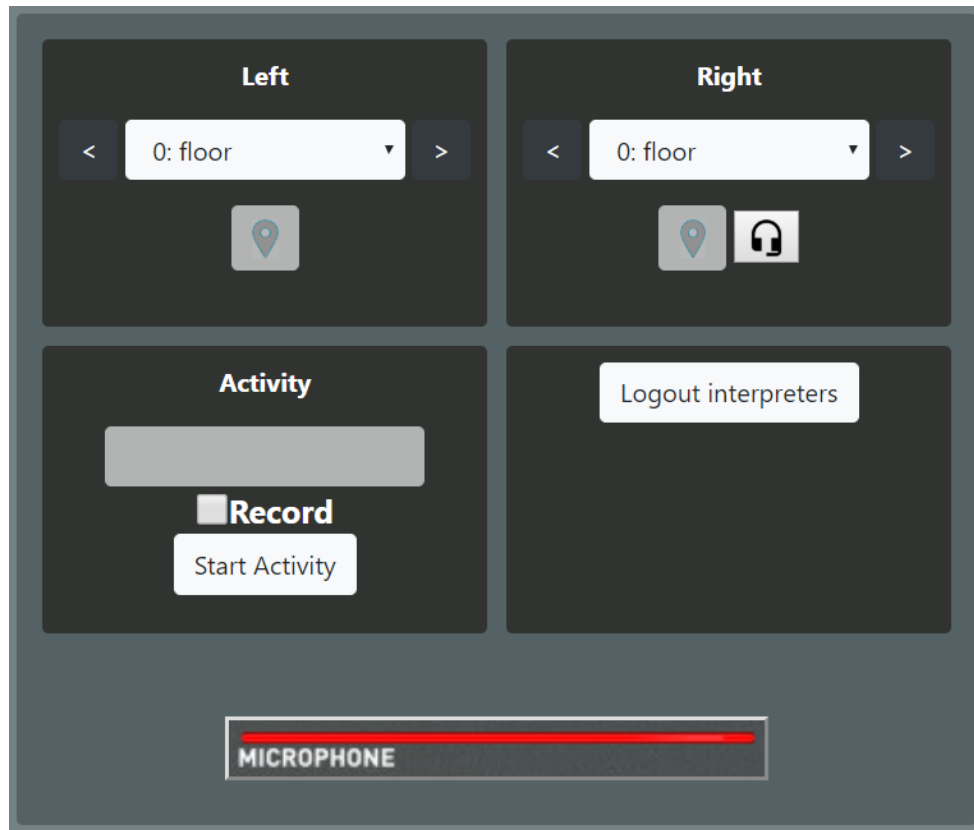 Left
< 0: floor >
Right
< 0: floor >
Activity
Record
Start Activity
Logout interpreters
MICROPHONE